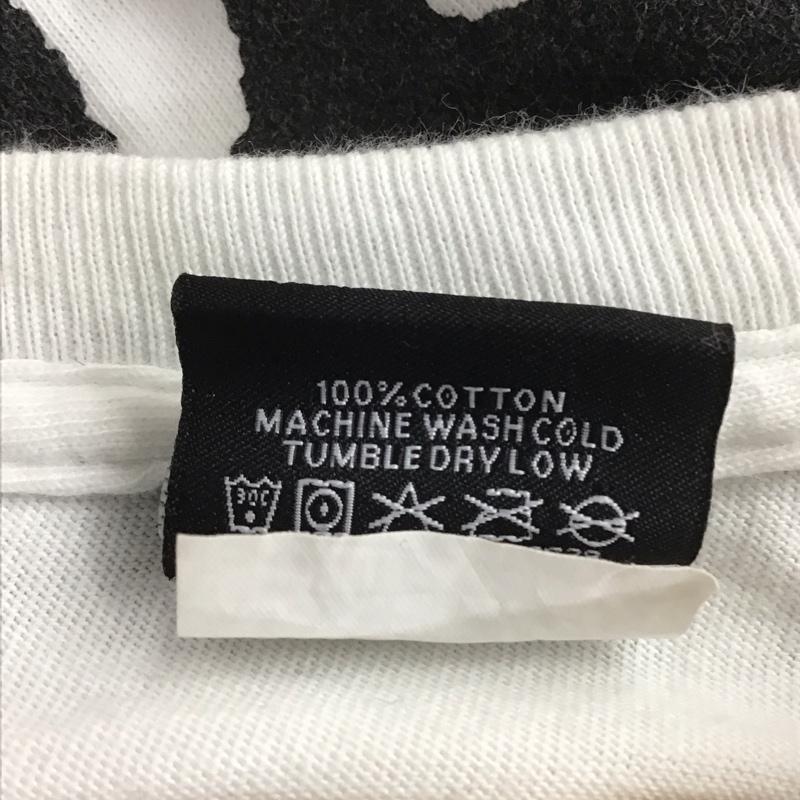 100% COTTON
MACHINE WASH COLD
TUMBLE DRY LOW
30C